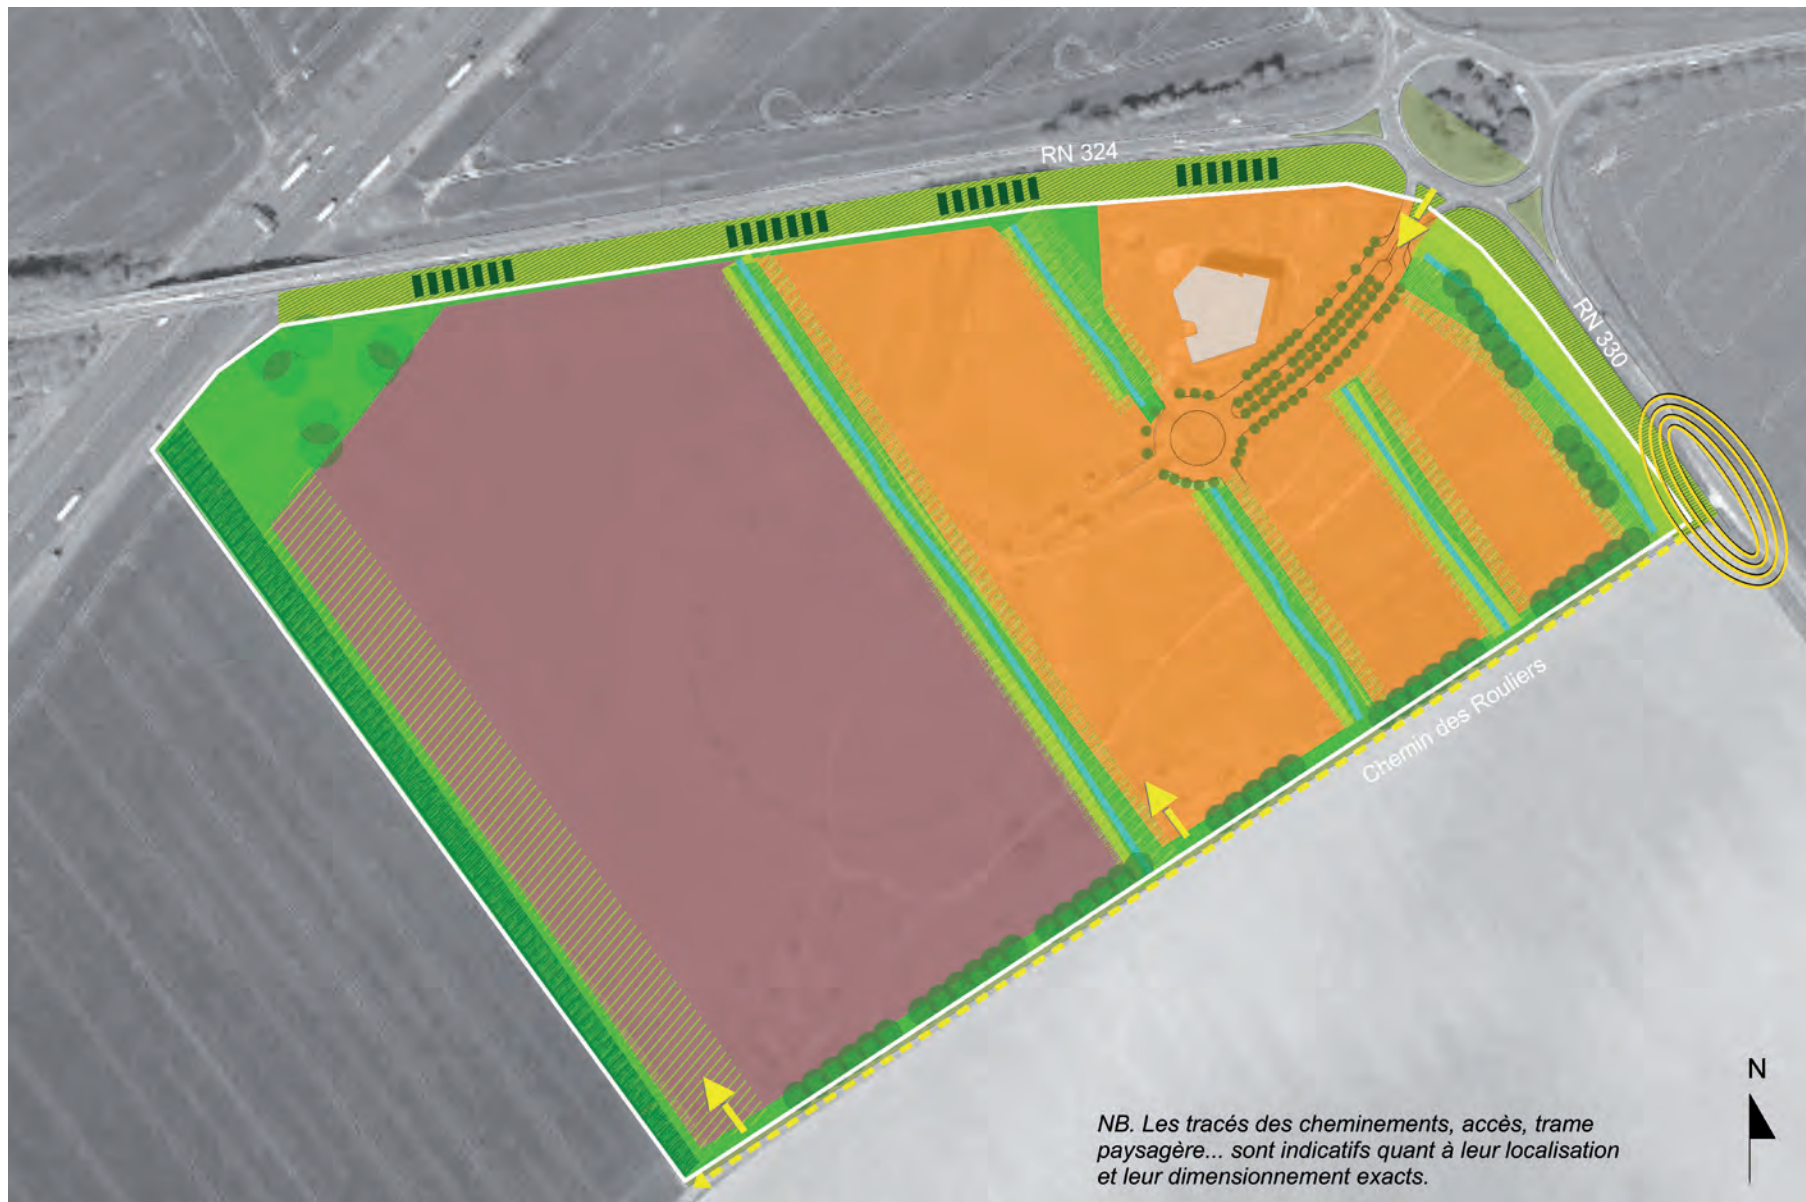 RN 324
RN 330
Chemin des Rouliers
N
NB. Les tracés des cheminements, accès, trame
paysagère... sont indicatifs quant à leur localisation
et leur dimensionnement exacts.